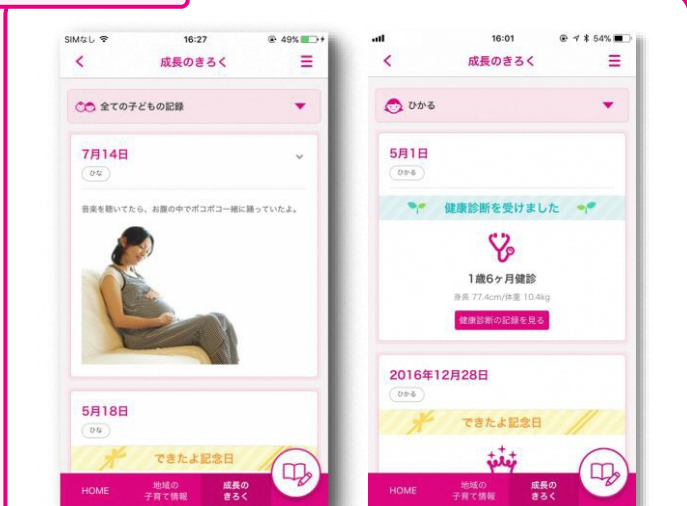 SIMなし 16:27 49%
成長のきろく
全ての子どもの記録
7月14日
ひな
音楽を聴いてたら、お腹の中でポコポコ一緒に踊っていたよ。
5月18日
ひな
できたよ記念日
HOME 地域の 成長の
子育て情報 きろく
16:01 54%
成長のきろく
ひかる
5月1日
ひかる
健康診断を受けました
1歳6ヶ月健診
身長 77.4cm/体重 10.4kg
健康診断の記録を見る
2016年12月28日
ひかる
できたよ記念日
HOME 地域の 成長の
子育て情報 きろく